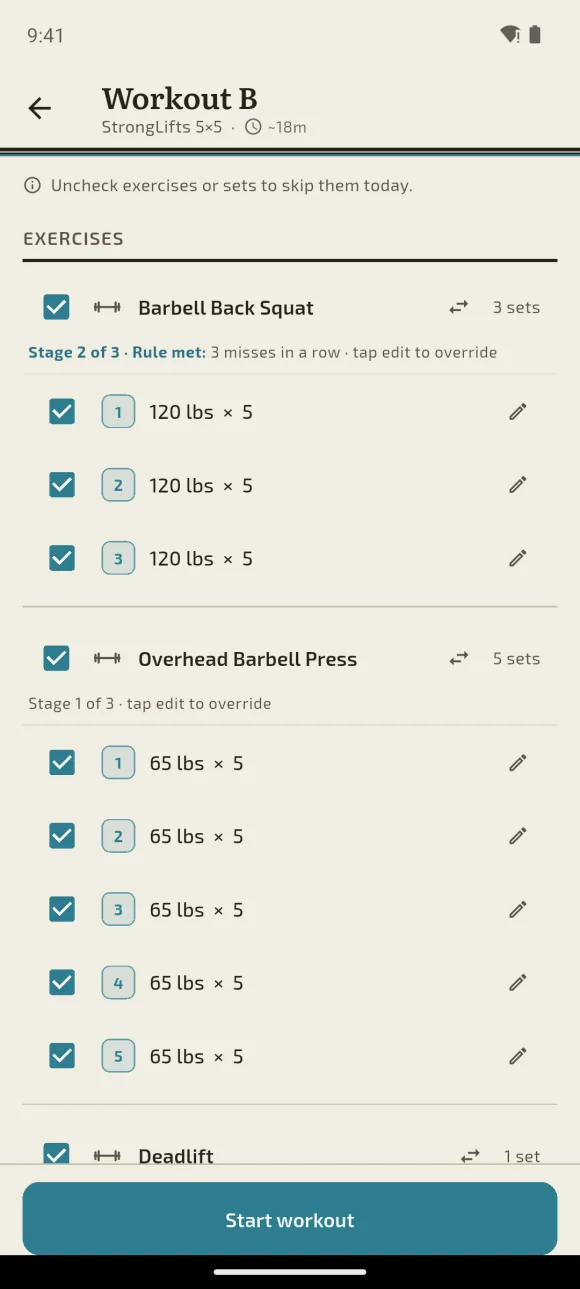 9:41
Workout B
StrongLifts 5×5 · ~18m
Uncheck exercises or sets to skip them today.
EXERCISES
Barbell Back Squat 3 sets
Stage 2 of 3 · Rule met: 3 misses in a row · tap edit to override
1 120 lbs × 5
2 120 lbs × 5
3 120 lbs × 5
Overhead Barbell Press 5 sets
Stage 1 of 3 · tap edit to override
1 65 lbs × 5
2 65 lbs × 5
3 65 lbs × 5
4 65 lbs × 5
5 65 lbs × 5
Deadlift 1 set
Start workout